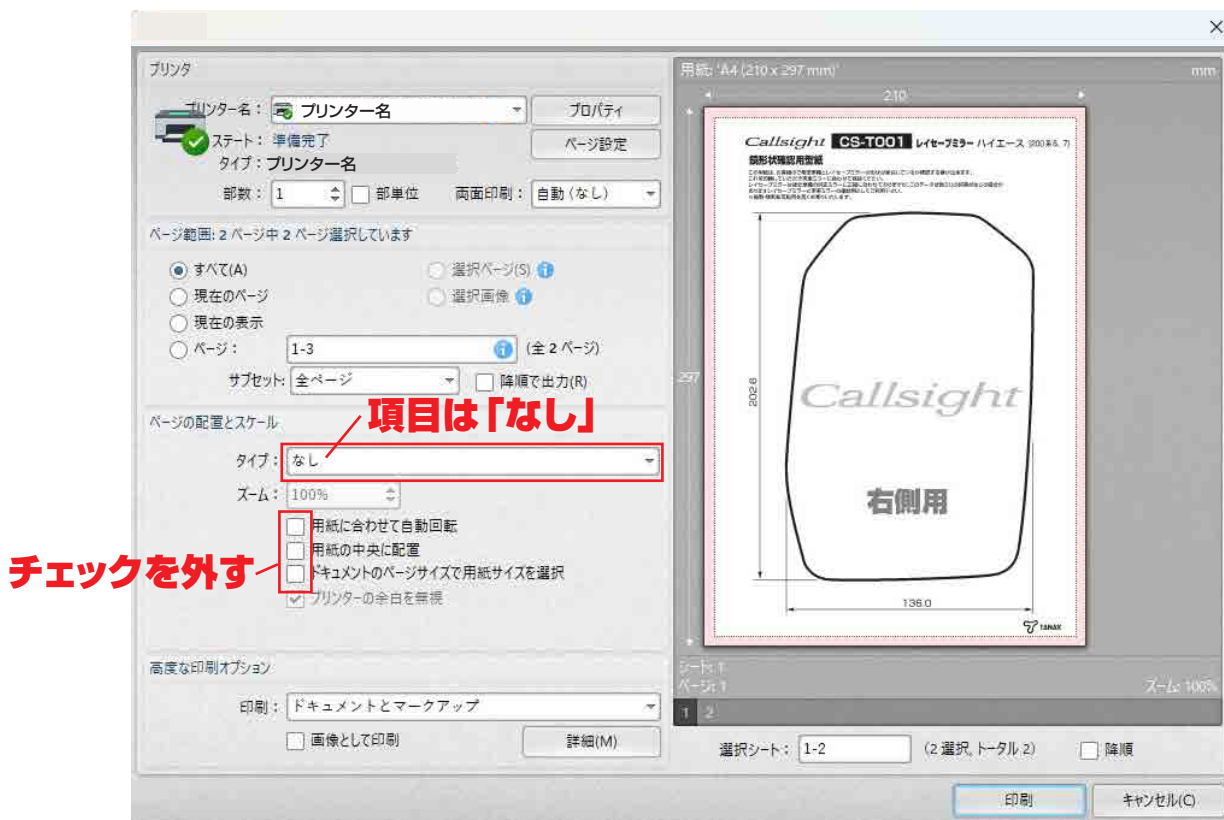 プリンタ
プリンター名： プリンター名 プロパティ
ステート： 準備完了 ページ設定
タイプ：プリンター名
部数： 1 部単位 両面印刷： 自動 (なし)
ページ範囲: 2 ページ中 2 ページ選択しています
すべて(A) 選択ページ(S)
現在のページ 選択画像
現在の表示
ページ： 1-3 (全 2 ページ)
サブセット: 全ページ 降順で出力(R)
項目は「なし」
ページの配置とスケール
タイプ： なし
ズーム： 100%
用紙に合わせて自動回転
用紙の中央に配置
チェックを外す
ドキュメントのページサイズで用紙サイズを選択
プリンターの余白を無視
高度な印刷オプション
印刷： ドキュメントとマークアップ
画像として印刷 詳細(M)
用紙: 'A4 (210 x 297 mm)' mm
210
Callsight CS-T001 レイセーブミラー ハイエース (200系6, 7)
鏡形状確認用型紙
297
202.6
Callsight
右側用
136.0
TANAX
シート: 1
ページ: 1 ズーム: 100%
1 2
選択シート： 1-2 (2 選択, トータル 2) 降順
印刷 キャンセル(C)